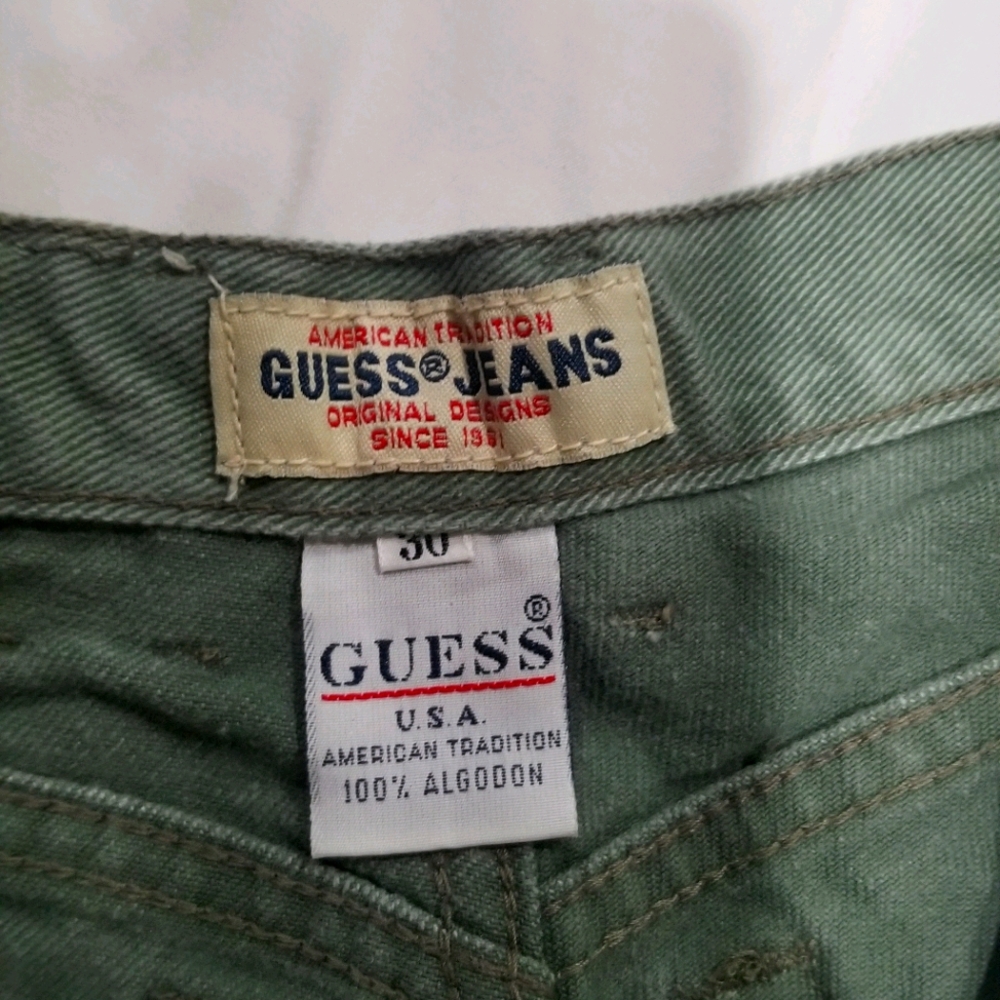 AMERICAN TRADITION
GUESS® JEANS
ORIGINAL DESIGNS
SINCE 1981
30
GUESS®
U.S.A.
AMERICAN TRADITION
100% ALGODON